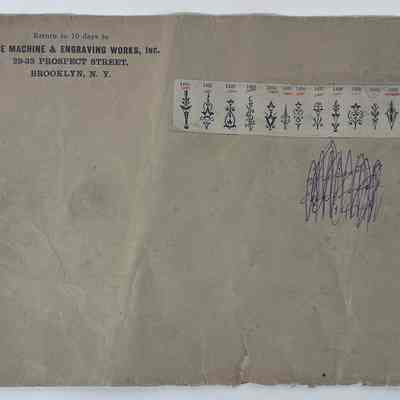 Return in 10 days to
E MACHINE & ENGRAVING WORKS, Inc.
29-33 PROSPECT STREET,
BROOKLYN, N. Y.